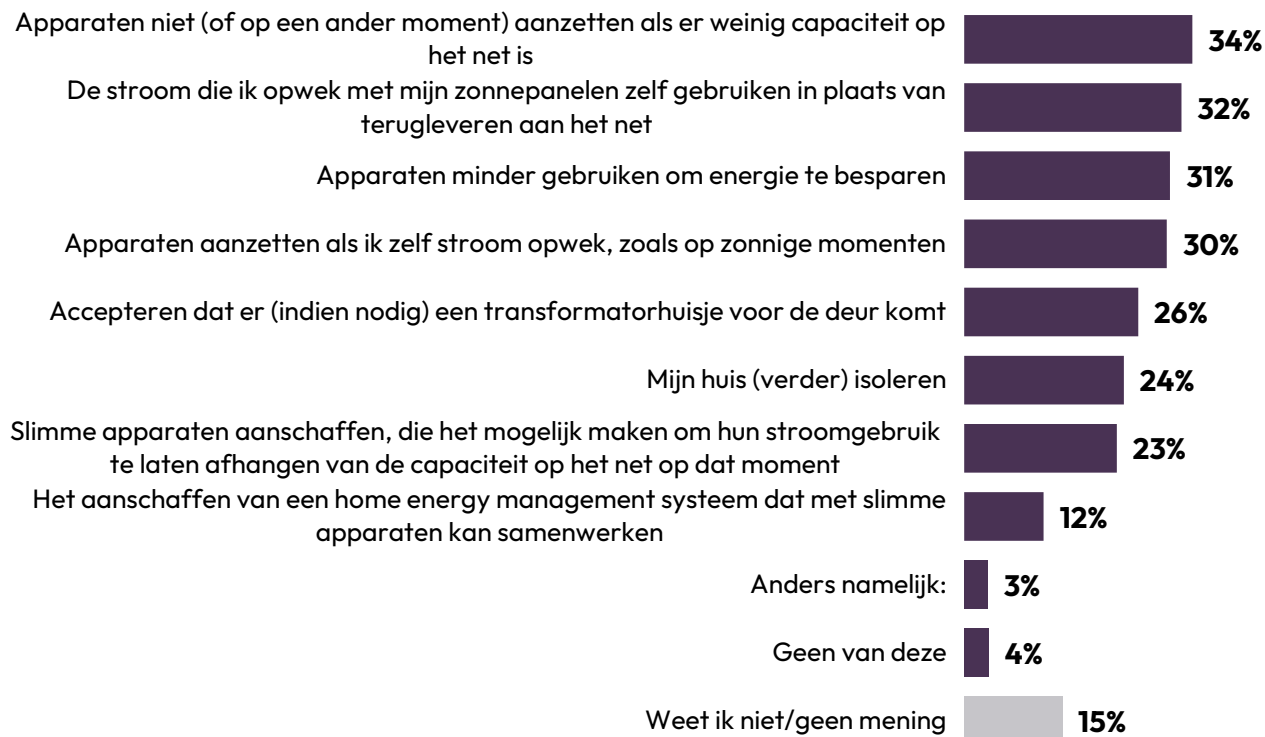 Apparaten niet (of op een ander moment) aanzetten als er weinig capaciteit op
het net is
34%
De stroom die ik opwek met mijn zonnepanelen zelf gebruiken in plaats van
terugleveren aan het net
32%
Apparaten minder gebruiken om energie te besparen
31%
Apparaten aanzetten als ik zelf stroom opwek, zoals op zonnige momenten
30%
Accepteren dat er (indien nodig) een transformatorhuisje voor de deur komt
26%
Mijn huis (verder) isoleren
24%
Slimme apparaten aanschaffen, die het mogelijk maken om hun stroomgebruik
te laten afhangen van de capaciteit op het net op dat moment
23%
Het aanschaffen van een home energy management systeem dat met slimme
apparaten kan samenwerken
12%
Anders namelijk:
3%
Geen van deze
4%
Weet ik niet/geen mening
15%